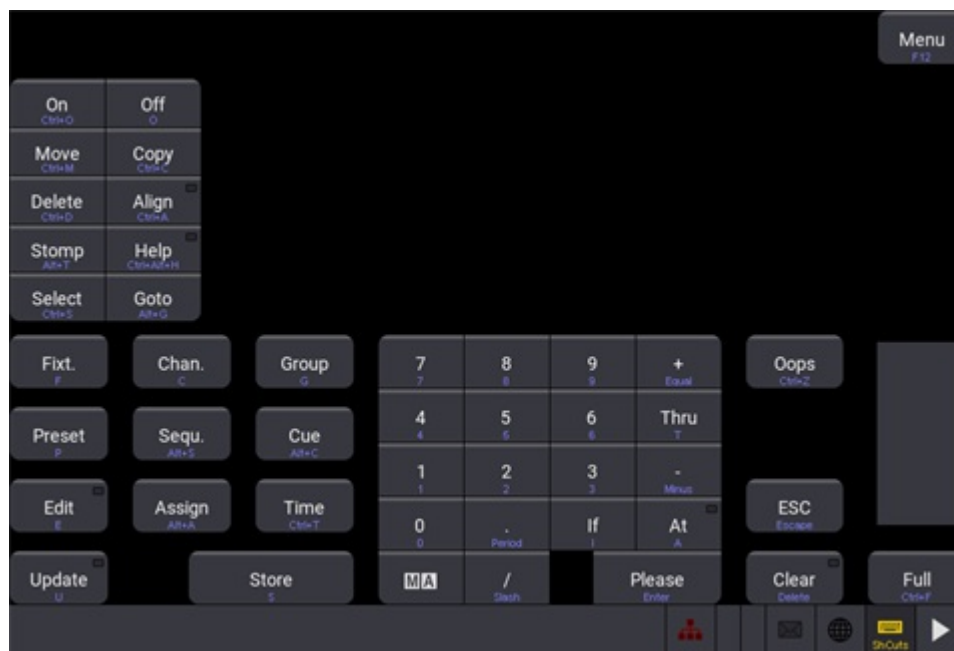 Menu
F12
On Off
Ctrl+O O
Move Copy
Ctrl+M Ctrl+C
Delete Align
Ctrl+D Ctrl+A
Stomp Help
Alt+T Ctrl+Alt+H
Select Goto
Ctrl+S Alt+G
Fixt. Chan. Group 7 8 9 + Oops
F C G 7 8 9 Equal Ctrl+Z
Preset Sequ. Cue 4 5 6 Thru
P Alt+S Alt+C 4 5 6 T
1 2 3 -
1 2 3 Minus
Edit Assign Time 0 . If At ESC
E Alt+A Ctrl+T 0 Period I A Escape
Update Store MA / Please Clear Full
U S Slash Enter Delete Ctrl+F
ShCuts